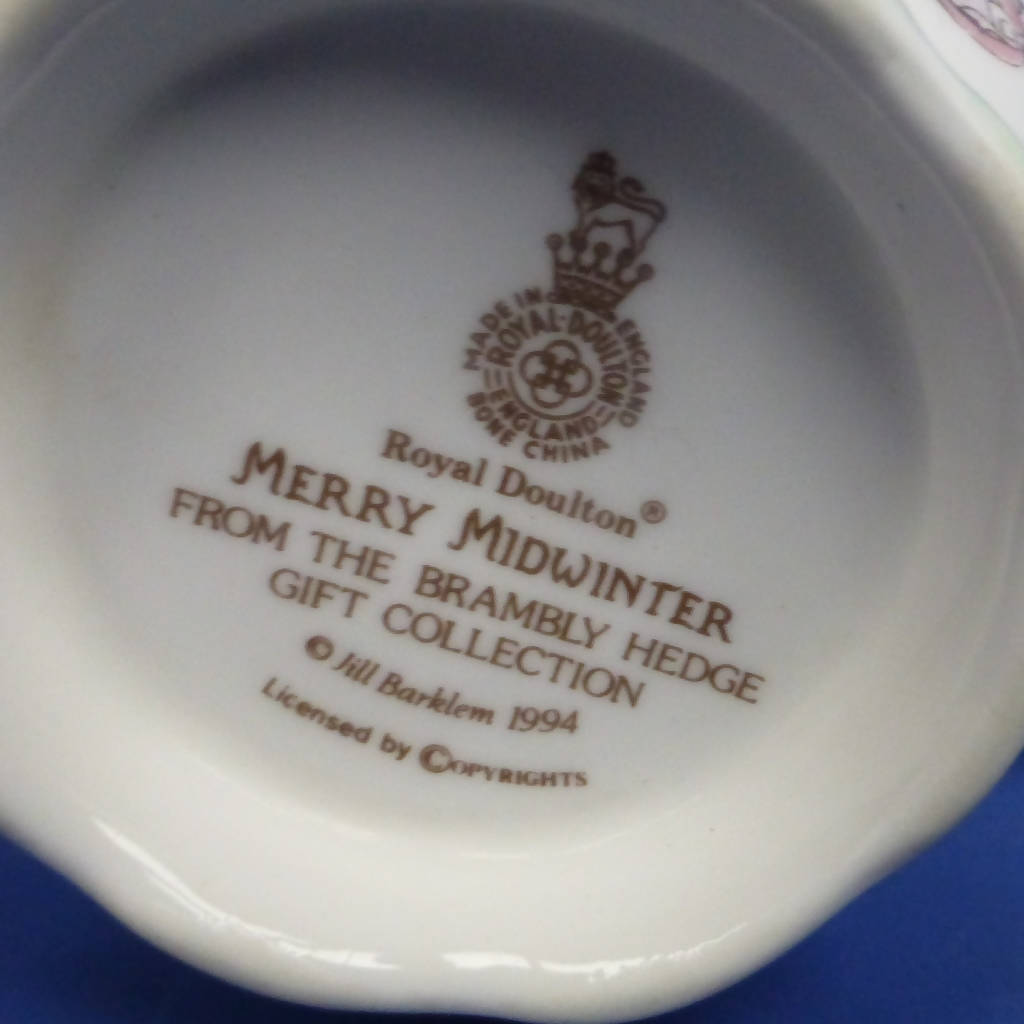 MADE IN ENGLAND
ROYAL·DOULTON
ENGLAND
BONE CHINA
Royal Doulton®
MERRY MIDWINTER
FROM THE BRAMBLY HEDGE
GIFT COLLECTION
© Jill Barklem 1994
Licensed by COPYRIGHTS